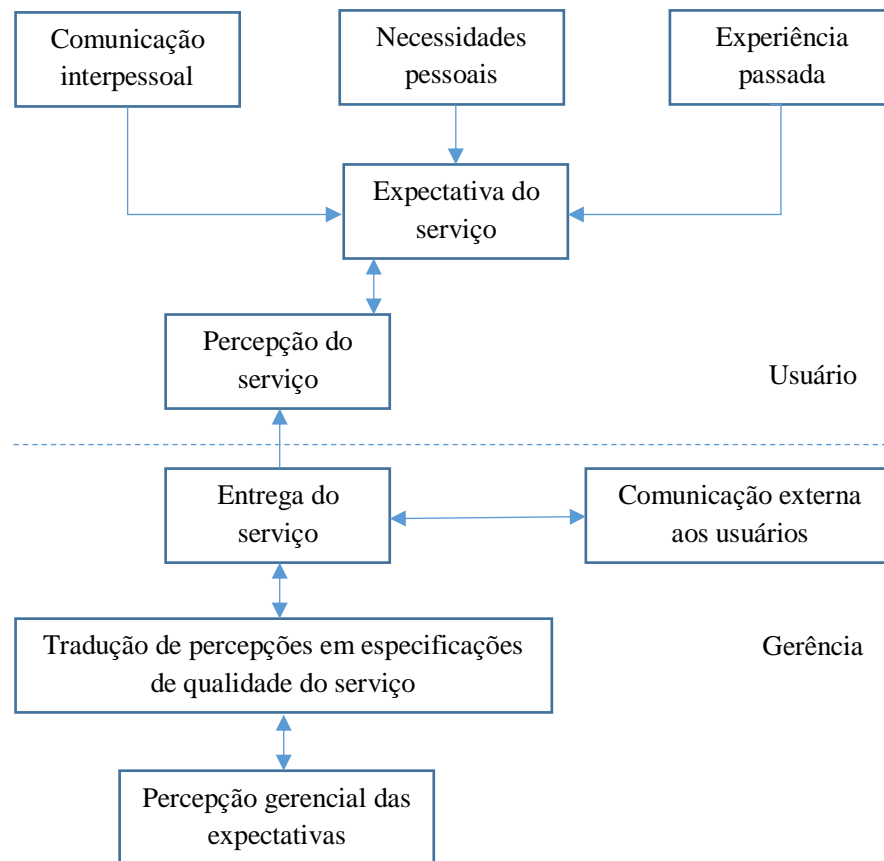 Comunicação
interpessoal
Necessidades
pessoais
Experiência
passada
Expectativa do
serviço
Percepção do
serviço
Usuário
Entrega do
serviço
Comunicação externa
aos usuários
Tradução de percepções em especificações
de qualidade do serviço
Gerência
Percepção gerencial das
expectativas